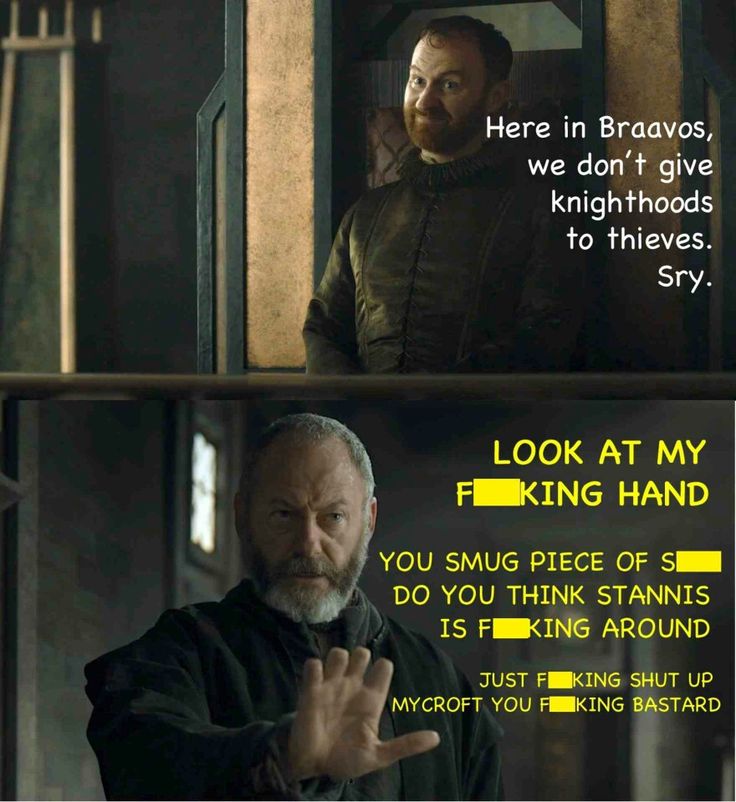 Here in Braavos,
we don't give
knighthoods
to thieves.
Sry.
LOOK AT MY
F██KING HAND
YOU SMUG PIECE OF S██
DO YOU THINK STANNIS
IS F██KING AROUND
JUST F██KING SHUT UP
MYCROFT YOU F██KING BASTARD